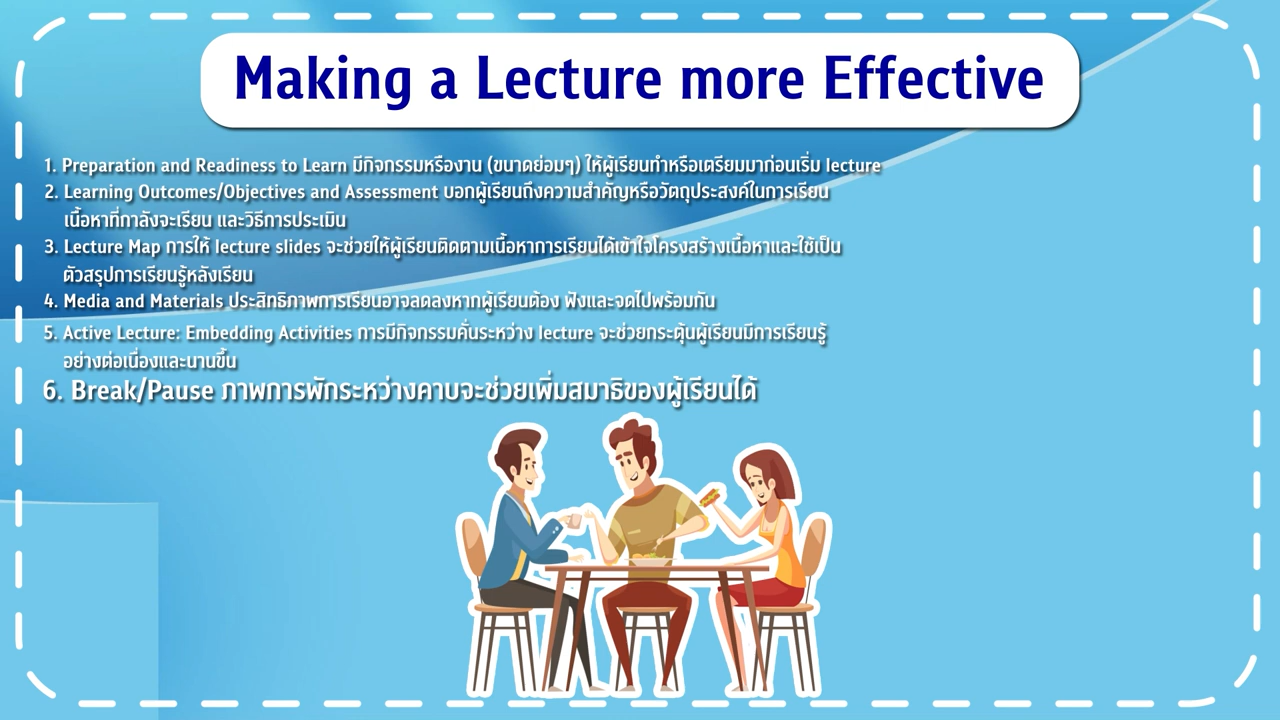 Making a Lecture more Effective
1. Preparation and Readiness to Learn มีกิจกรรมหรืองาน (ขนาดย่อมๆ) ให้ผู้เรียนทำหรือเตรียมมาก่อนเริ่ม lecture
2. Learning Outcomes/Objectives and Assessment บอกผู้เรียนถึงความสำคัญหรือวัตถุประสงค์ในการเรียน
เนื้อหาที่กำลังจะเรียน และวิธีการประเมิน
3. Lecture Map การให้ lecture slides จะช่วยให้ผู้เรียนติดตามเนื้อหาการเรียนได้เข้าใจโครงสร้างเนื้อหาและใช้เป็น
ตัวสรุปการเรียนรู้หลังเรียน
4. Media and Materials ประสิทธิภาพการเรียนอาจลดลงหากผู้เรียนต้อง ฟังและจดไปพร้อมกัน
5. Active Lecture: Embedding Activities การมีกิจกรรมคั่นระหว่าง lecture จะช่วยกระตุ้นผู้เรียนมีการเรียนรู้
อย่างต่อเนื่องและนานขึ้น
6. Break/Pause ภาพการพักระหว่างคาบจะช่วยเพิ่มสมาธิของผู้เรียนได้